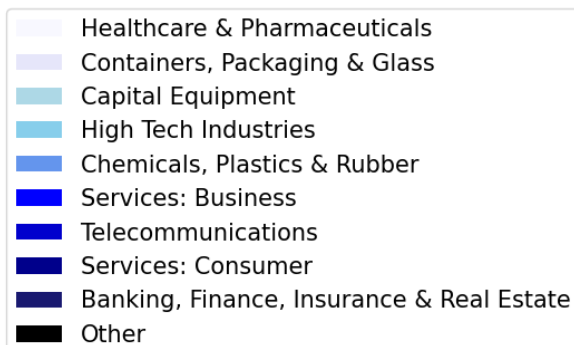 Healthcare & Pharmaceuticals
Containers, Packaging & Glass
Capital Equipment
High Tech Industries
Chemicals, Plastics & Rubber
Services: Business
Telecommunications
Services: Consumer
Banking, Finance, Insurance & Real Estate
Other